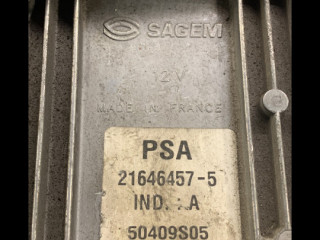 SAGEM
12V
MADE IN FRANCE
PSA
21646457-5
IND. : A
50409S05